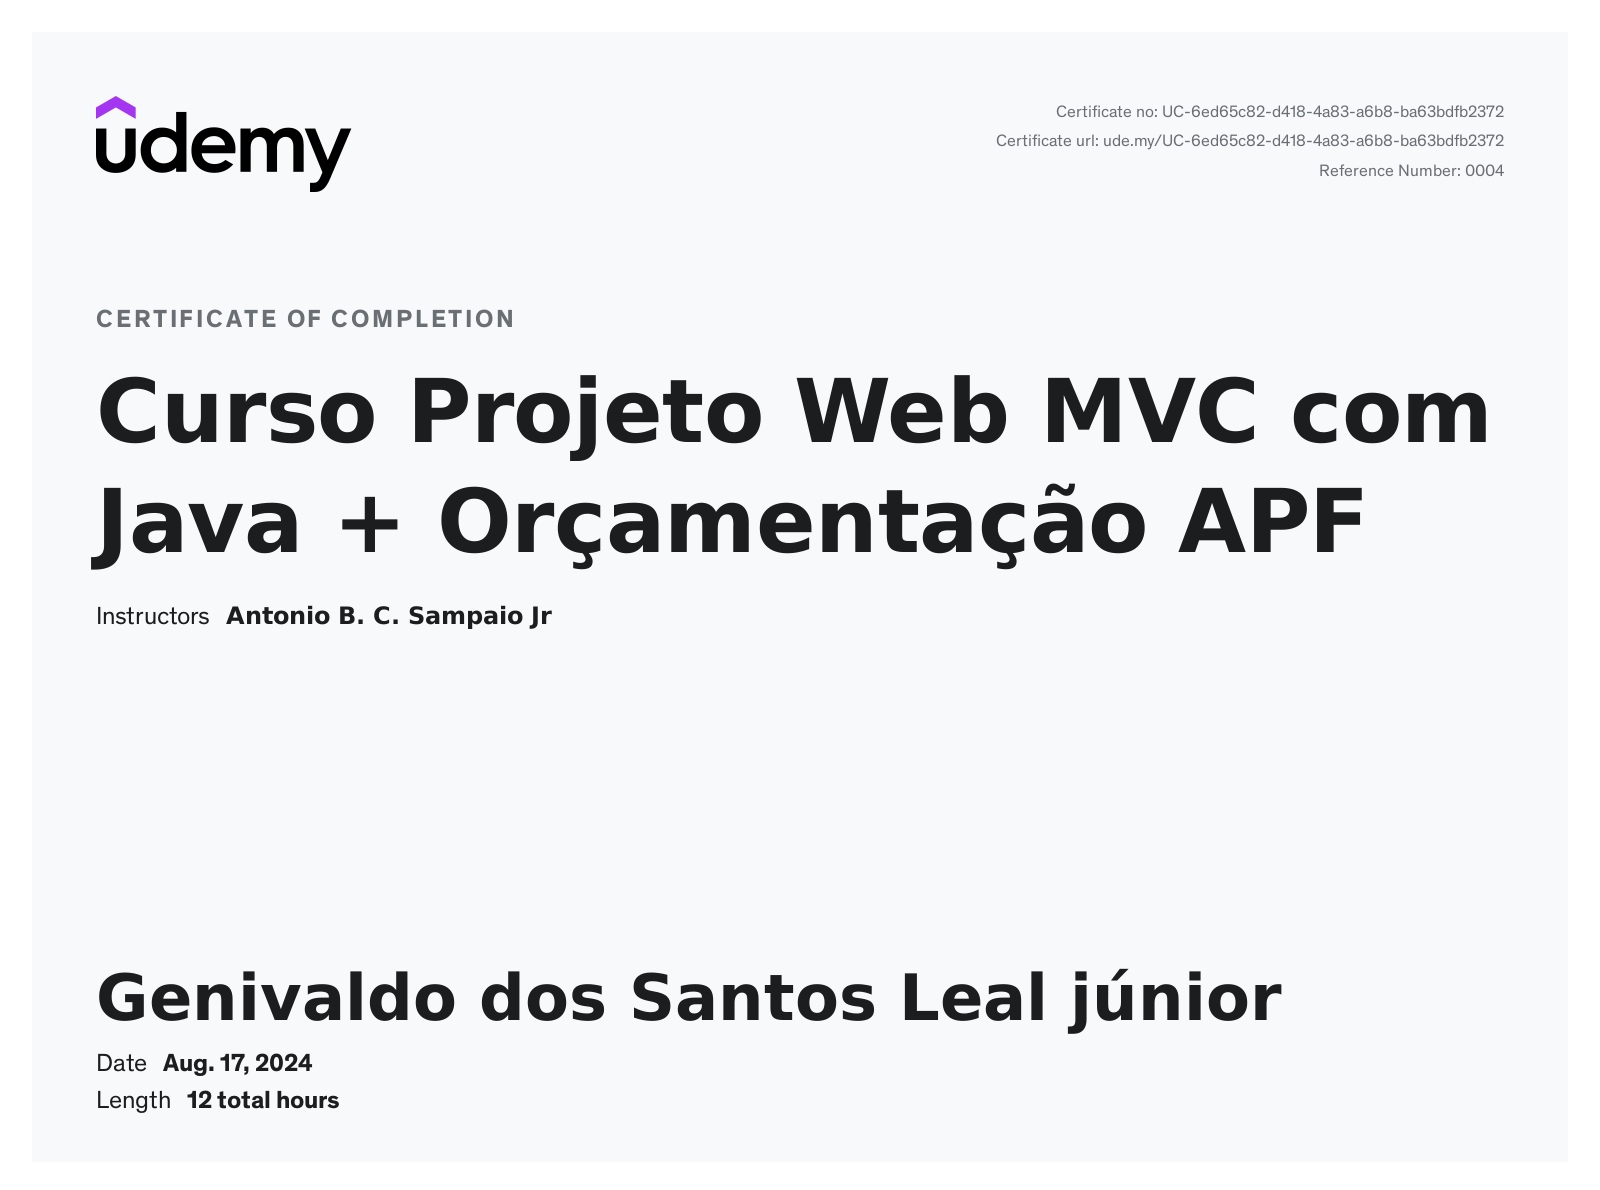 udemy
Certificate no: UC-6ed65c82-d418-4a83-a6b8-ba63bdfb2372
Certificate url: ude.my/UC-6ed65c82-d418-4a83-a6b8-ba63bdfb2372
Reference Number: 0004
CERTIFICATE OF COMPLETION
Curso Projeto Web MVC com
Java + Orçamentação APF
Instructors Antonio B. C. Sampaio Jr
Genivaldo dos Santos Leal júnior
Date Aug. 17, 2024
Length 12 total hours